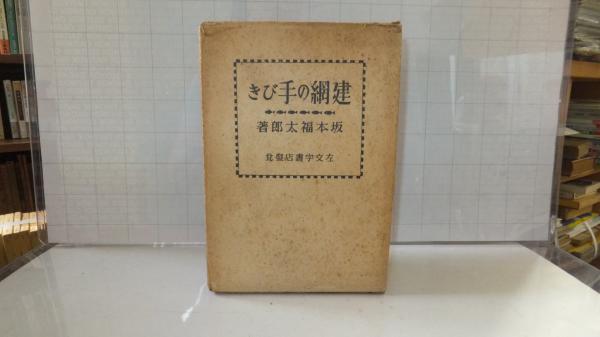 建網の手びき
坂本福太郎著
左文字書店發兌